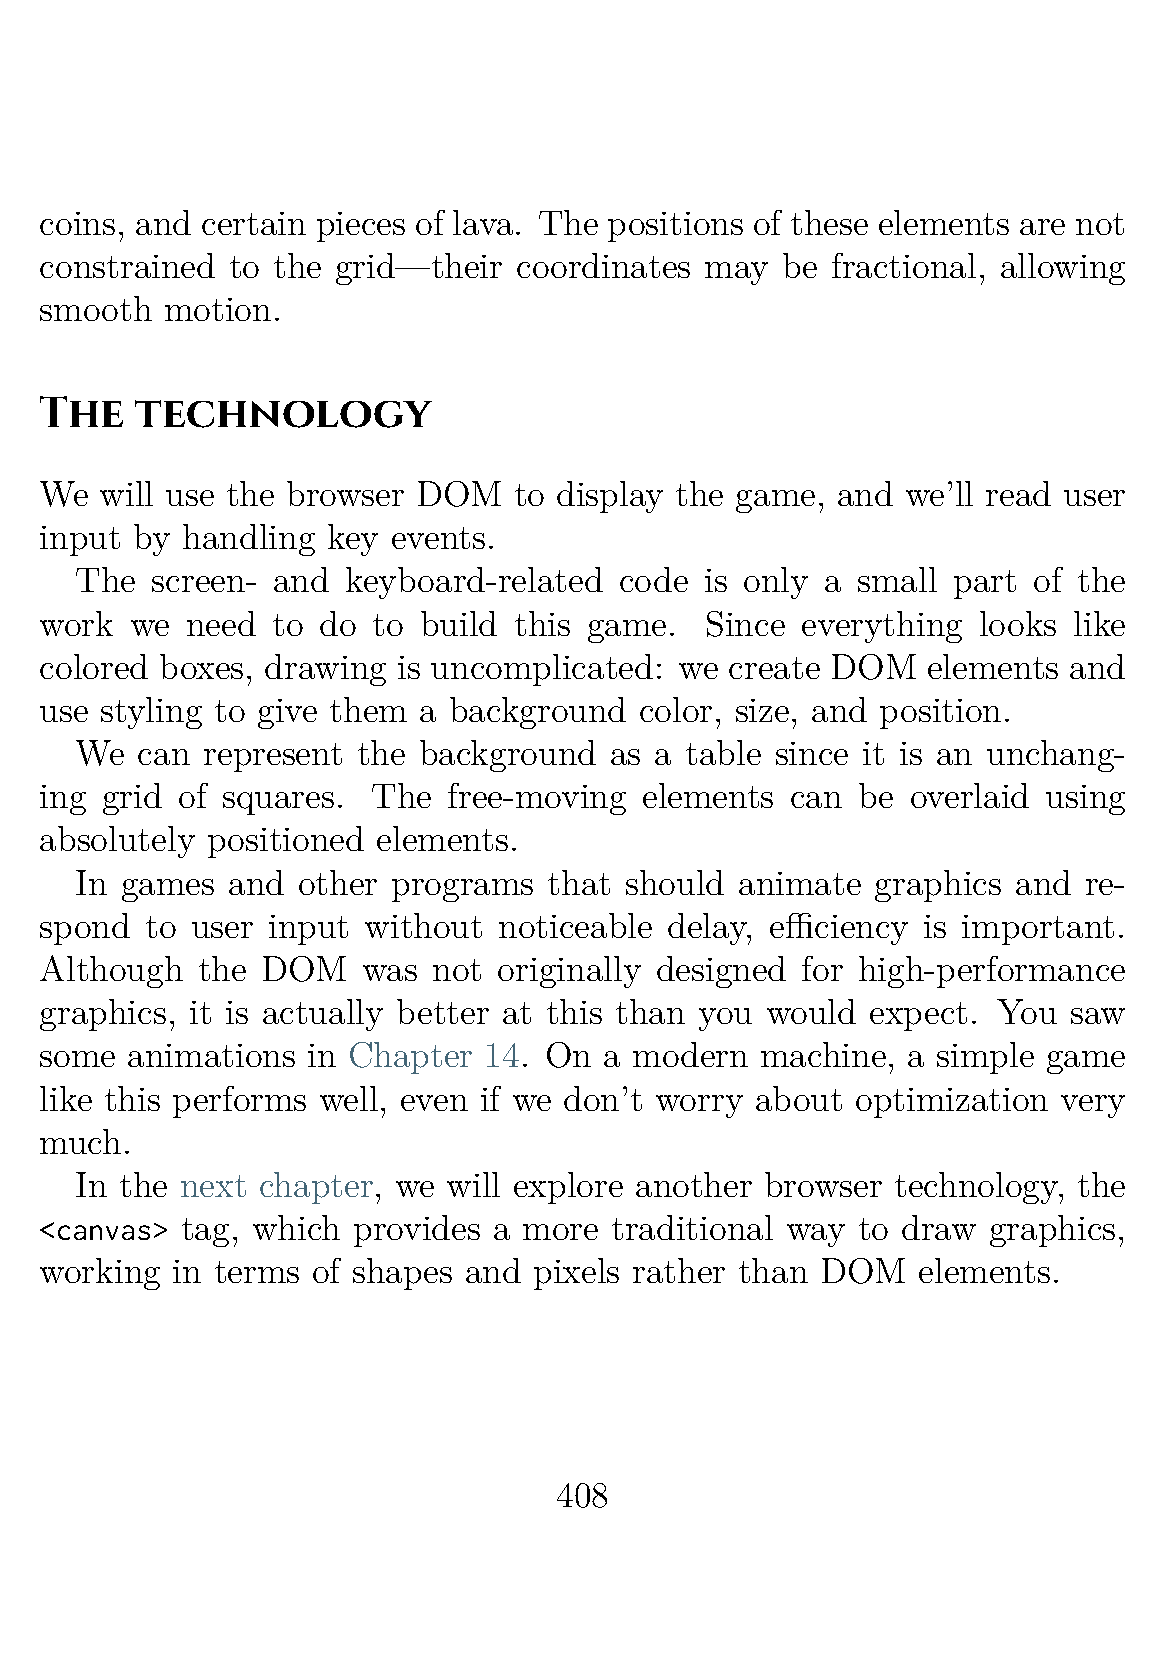 coins, and certain pieces of lava. The positions of these elements are not
constrained to the grid—their coordinates may be fractional, allowing
smooth motion.
The technology
We will use the browser DOM to display the game, and we'll read user
input by handling key events.
The screen- and keyboard-related code is only a small part of the
work we need to do to build this game. Since everything looks like
colored boxes, drawing is uncomplicated: we create DOM elements and
use styling to give them a background color, size, and position.
We can represent the background as a table since it is an unchang-
ing grid of squares. The free-moving elements can be overlaid using
absolutely positioned elements.
In games and other programs that should animate graphics and re-
spond to user input without noticeable delay, efficiency is important.
Although the DOM was not originally designed for high-performance
graphics, it is actually better at this than you would expect. You saw
some animations in Chapter 14. On a modern machine, a simple game
like this performs well, even if we don't worry about optimization very
much.
In the next chapter, we will explore another browser technology, the
<canvas> tag, which provides a more traditional way to draw graphics,
working in terms of shapes and pixels rather than DOM elements.
408